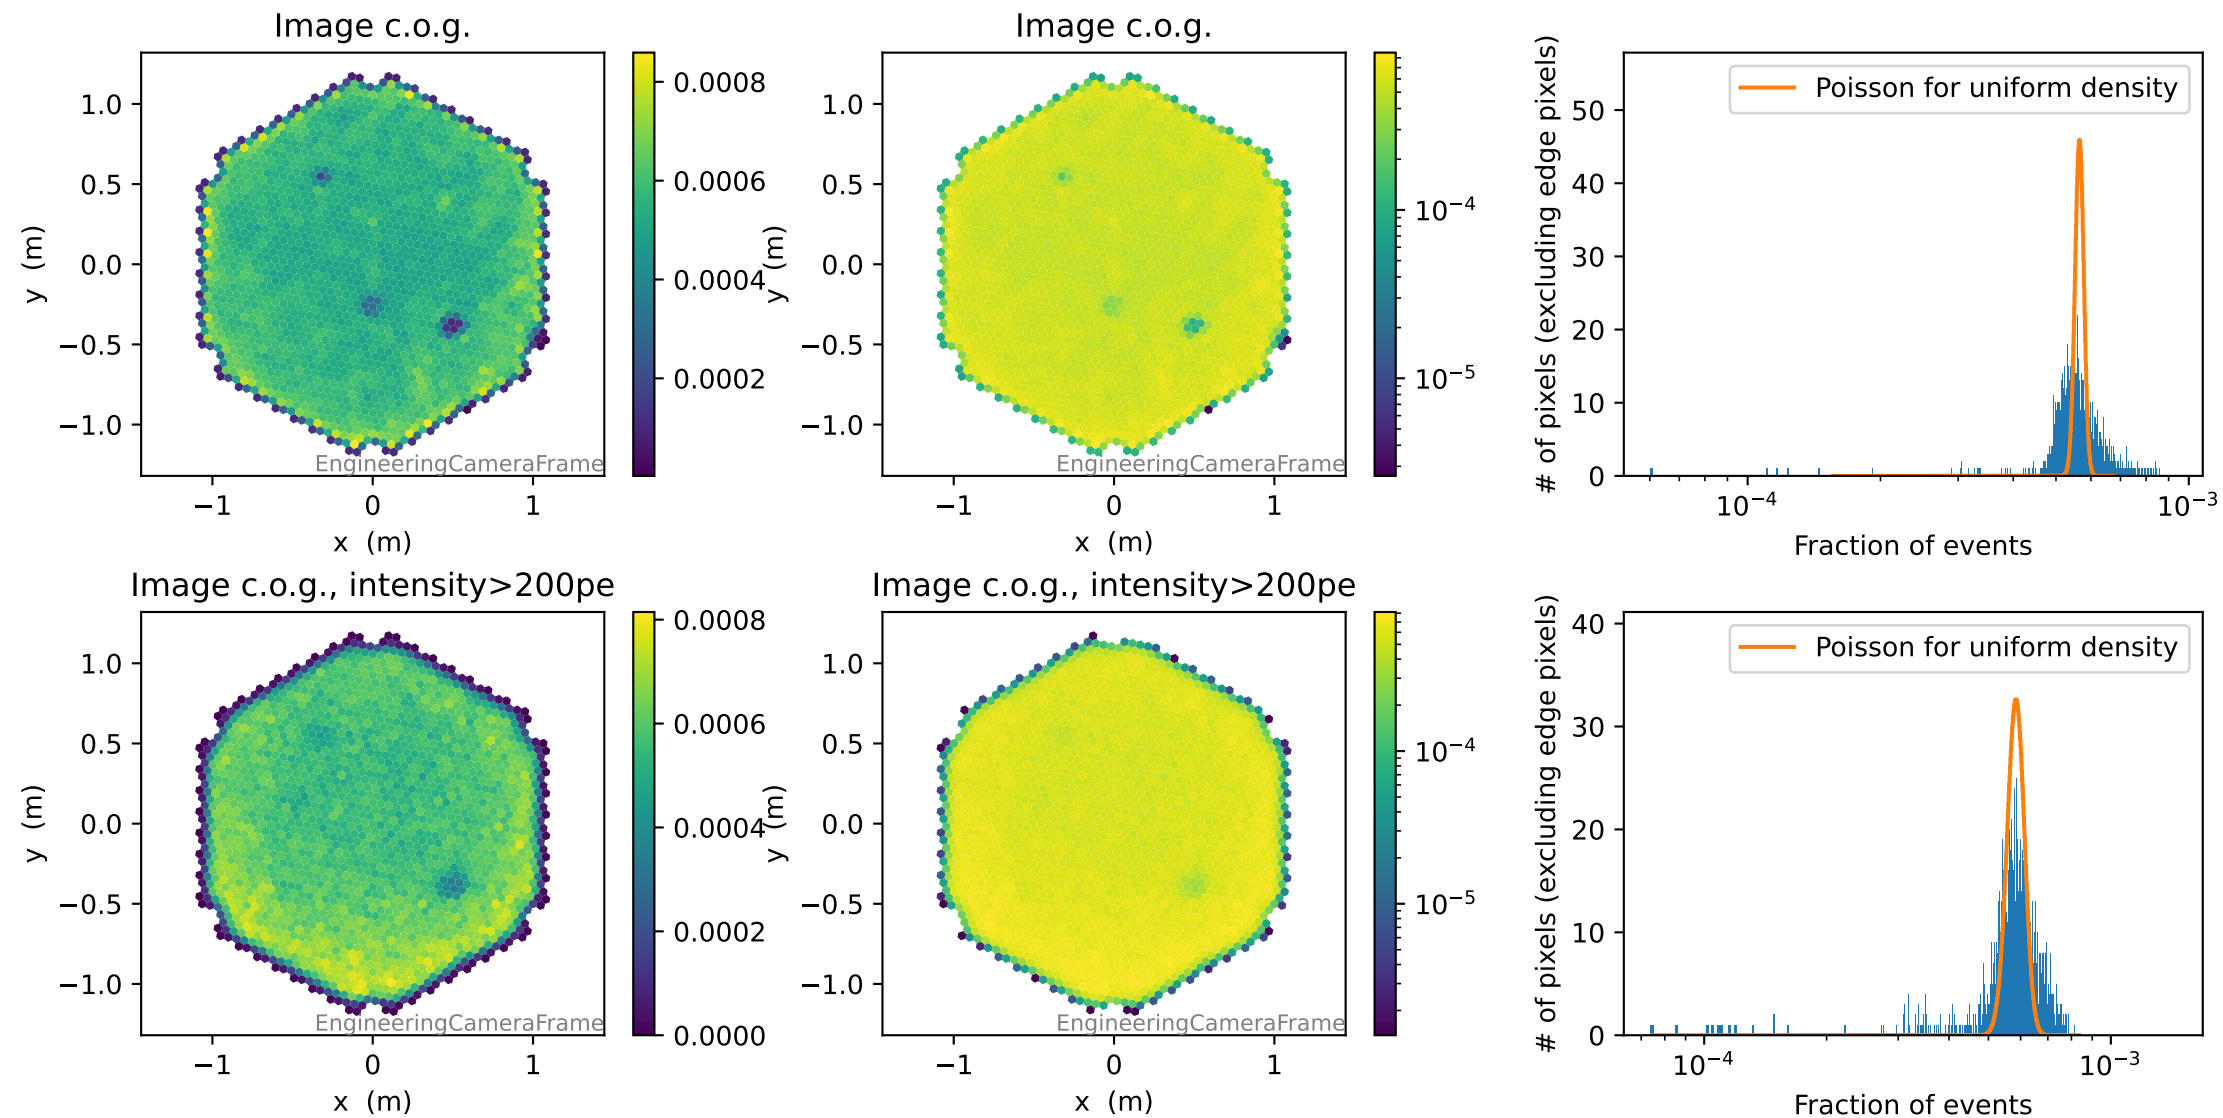 Image c.o.g.
1.0
0.5
0.0
−0.5
−1.0
y (m)
−1
0
1
x (m)
EngineeringCameraFrame
0.0008
0.0006
0.0004
0.0002
Image c.o.g.
1.0
0.5
0.0
−0.5
−1.0
y (m)
−1
0
1
x (m)
EngineeringCameraFrame
10⁻⁴
10⁻⁵
Poisson for uniform density
# of pixels (excluding edge pixels)
50
40
30
20
10
0
10⁻⁴
10⁻³
Fraction of events
Image c.o.g., intensity>200pe
1.0
0.5
0.0
−0.5
−1.0
y (m)
−1
0
1
x (m)
EngineeringCameraFrame
0.0008
0.0006
0.0004
0.0002
0.0000
Image c.o.g., intensity>200pe
1.0
0.5
0.0
−0.5
−1.0
y (m)
−1
0
1
x (m)
EngineeringCameraFrame
10⁻⁴
10⁻⁵
Poisson for uniform density
# of pixels (excluding edge pixels)
40
30
20
10
0
10⁻⁴
10⁻³
Fraction of events